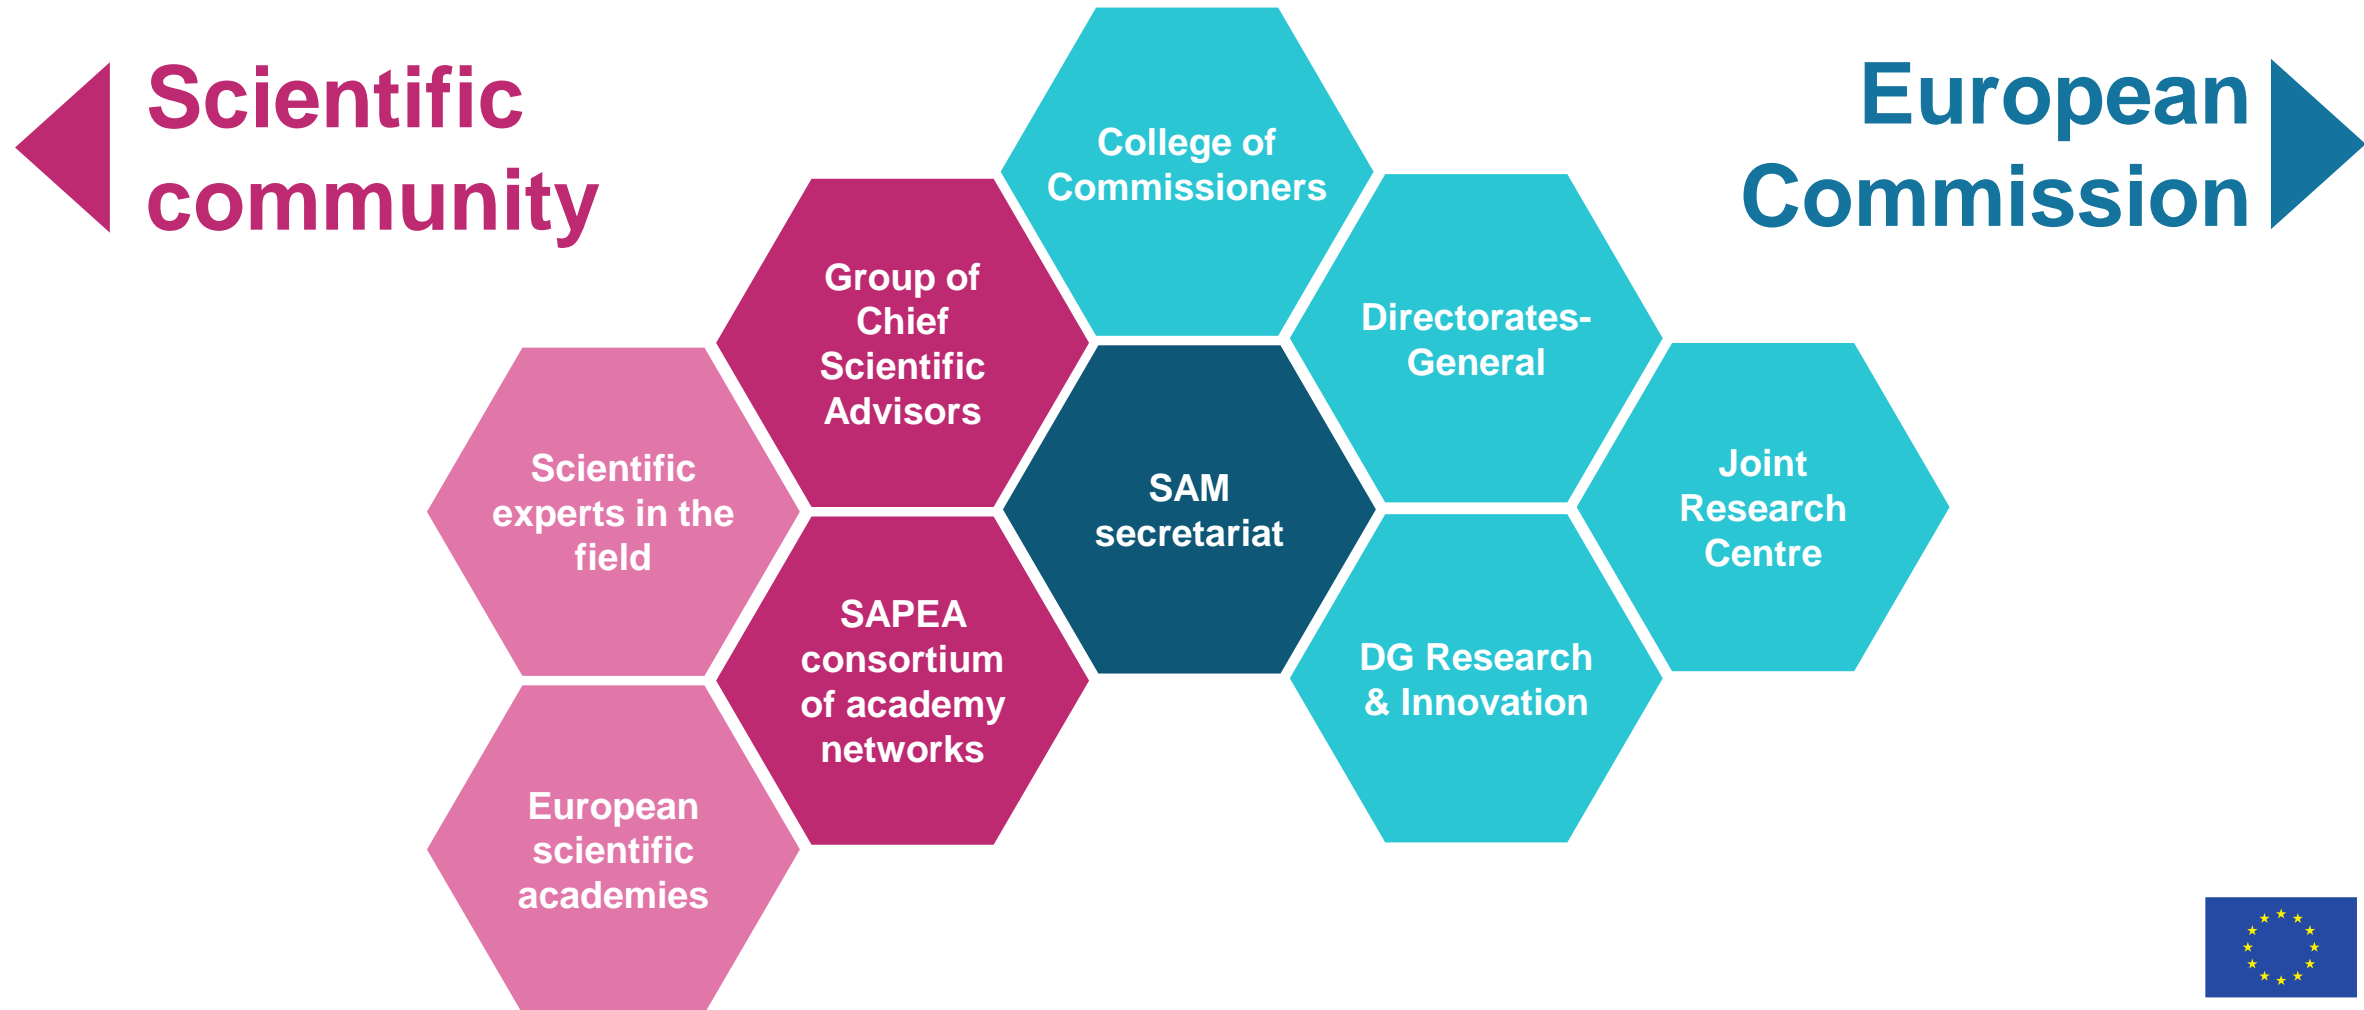 Scientific
community
European
Commission
College of
Commissioners
Group of
Chief
Scientific
Advisors
Directorates-
General
Scientific
experts in the
field
SAM
secretariat
Joint
Research
Centre
SAPEA
consortium
of academy
networks
DG Research
& Innovation
European
scientific
academies